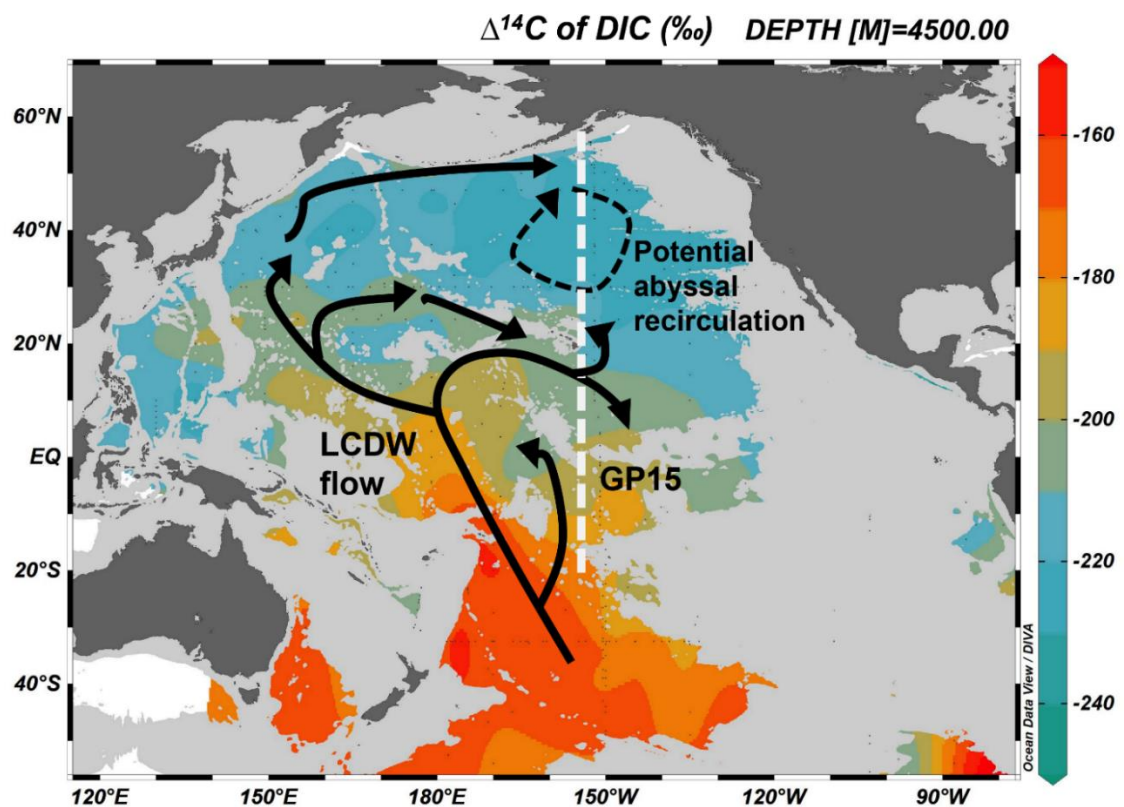 Δ¹⁴C of DIC (‰) DEPTH [M]=4500.00
60°N
40°N
20°N
EQ
20°S
40°S
120°E
150°E
180°E
150°W
120°W
90°W
LCDW
flow
GP15
Potential
abyssal
recirculation
Ocean Data View / DIVA
-160
-180
-200
-220
-240